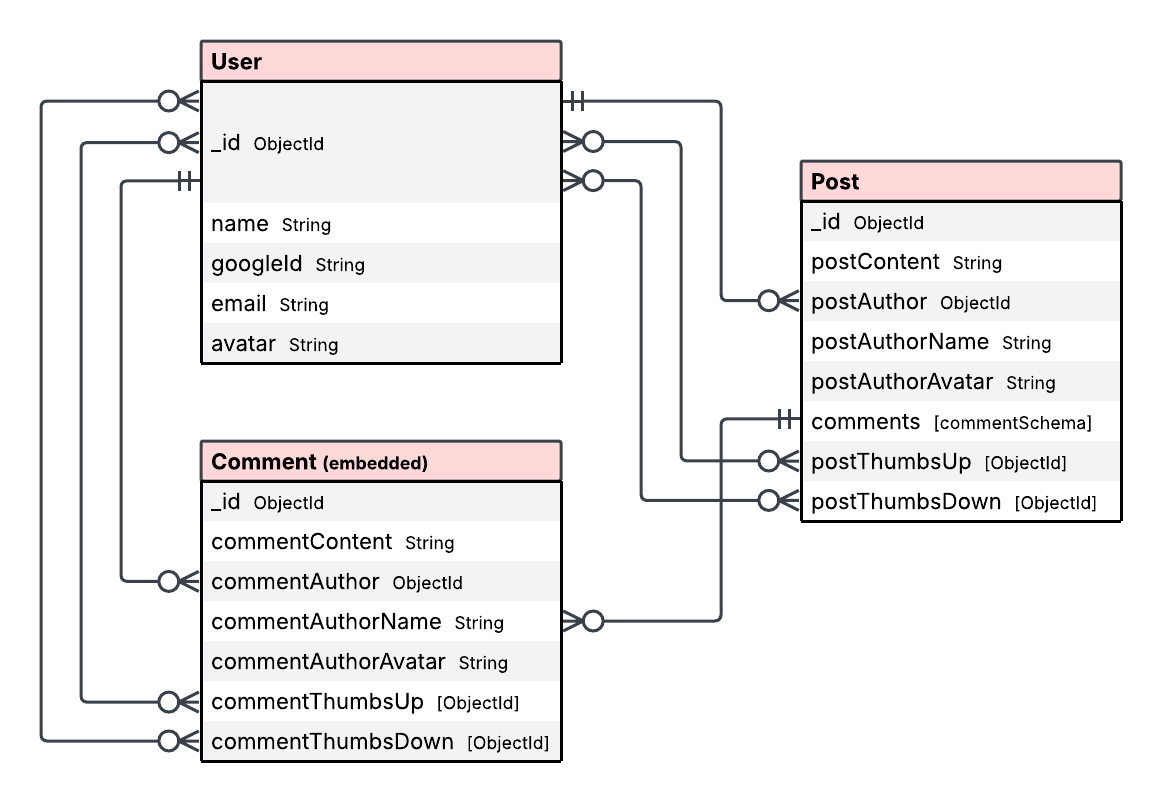 User
_id ObjectId
name String
googleId String
email String
avatar String
Post
_id ObjectId
postContent String
postAuthor ObjectId
postAuthorName String
postAuthorAvatar String
comments [commentSchema]
postThumbsUp [ObjectId]
postThumbsDown [ObjectId]
Comment (embedded)
_id ObjectId
commentContent String
commentAuthor ObjectId
commentAuthorName String
commentAuthorAvatar String
commentThumbsUp [ObjectId]
commentThumbsDown [ObjectId]